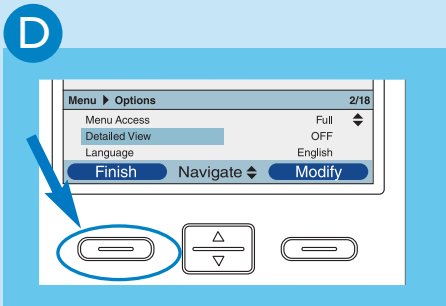 D
Menu ▶ Options 2/18
Menu Access Full
Detailed View OFF
Language English
Finish Navigate Modify